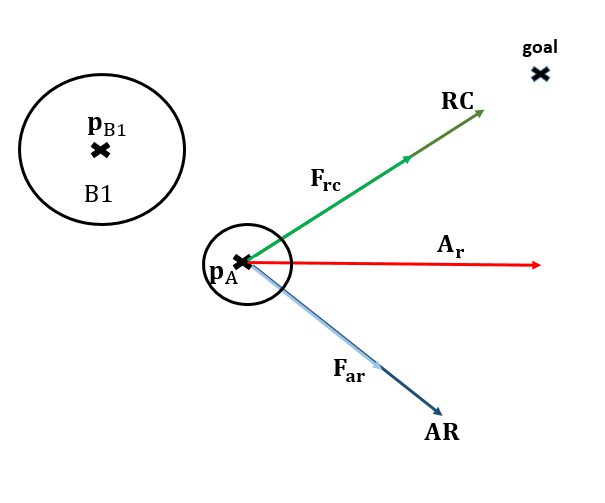 goal
RC
p_B1
B1
F_rc
A_r
p_A
F_ar
AR